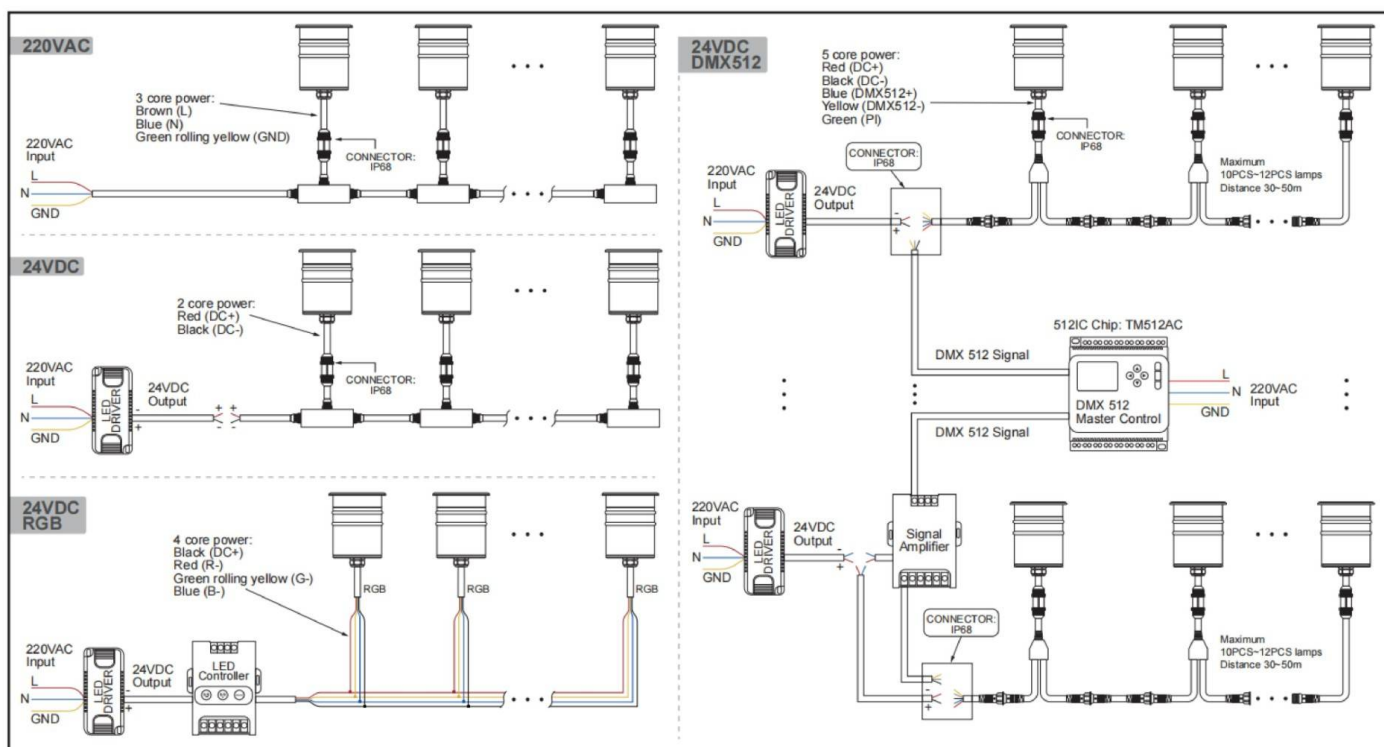 220VAC
3 core power:
Brown (L)
Blue (N)
Green rolling yellow (GND)
220VAC
Input
L
N
GND
CONNECTOR:
IP68
24VDC
2 core power:
Red (DC+)
Black (DC-)
220VAC
Input
L
N
GND
LED
DRIVER
-
+
24VDC
Output
+ +
- -
CONNECTOR:
IP68
24VDC
RGB
4 core power:
Black (DC+)
Red (R-)
Green rolling yellow (G-)
Blue (B-)
RGB
RGB
RGB
220VAC
Input
L
N
GND
LED
DRIVER
-
+
24VDC
Output
LED
Controller
24VDC
DMX512
5 core power:
Red (DC+)
Black (DC-)
Blue (DMX512+)
Yellow (DMX512-)
Green (PI)
CONNECTOR:
IP68
CONNECTOR:
IP68
220VAC
Input
L
N
GND
LED
DRIVER
24VDC
Output
-
+
Maximum
10PCS~12PCS lamps
Distance 30~50m
512IC Chip: TM512AC
DMX 512 Signal
DMX 512
Master Control
L
N
GND
220VAC
Input
DMX 512 Signal
220VAC
Input
L
N
GND
LED
DRIVER
24VDC
Output
-
+
Signal
Amplifier
CONNECTOR:
IP68
-
+
Maximum
10PCS~12PCS lamps
Distance 30~50m